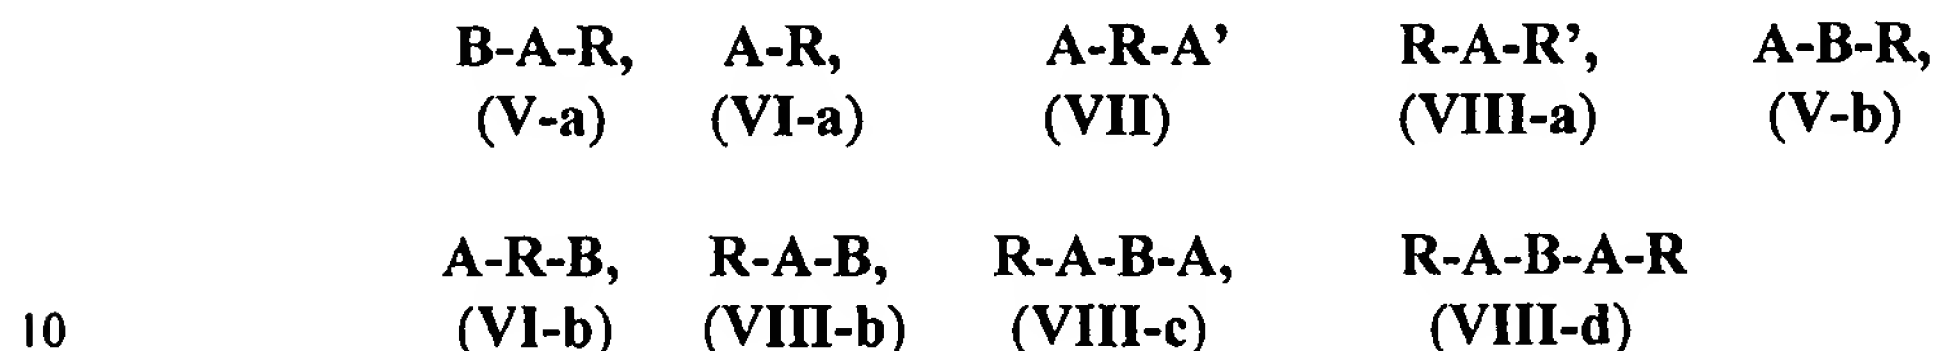 B-A-R, A-R, A-R-A’ R-A-R’, A-B-R,
(V-a) (VI-a) (VII) (VIII-a) (V-b)
A-R-B, R-A-B, R-A-B-A, R-A-B-A-R
10 (VI-b) (VIII-b) (VIII-c) (VIII-d)